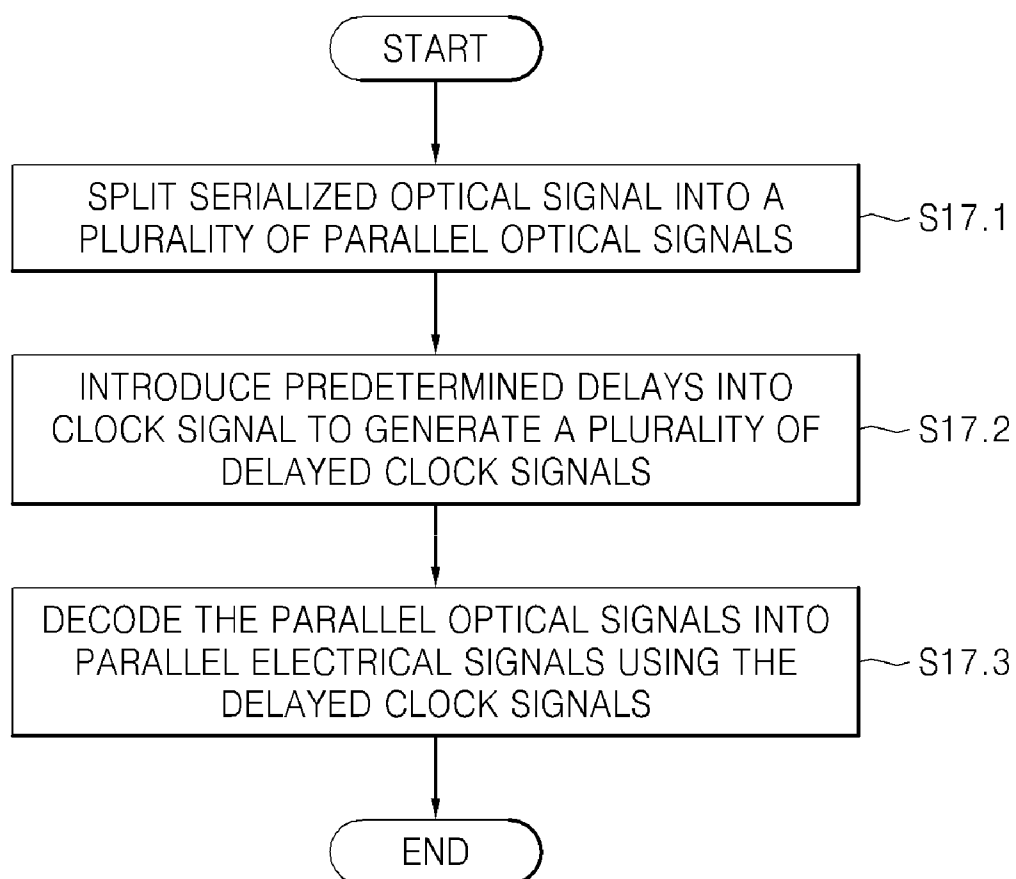 START
SPLIT SERIALIZED OPTICAL SIGNAL INTO A
PLURALITY OF PARALLEL OPTICAL SIGNALS
S17.1
INTRODUCE PREDETERMINED DELAYS INTO
CLOCK SIGNAL TO GENERATE A PLURALITY OF
DELAYED CLOCK SIGNALS
S17.2
DECODE THE PARALLEL OPTICAL SIGNALS INTO
PARALLEL ELECTRICAL SIGNALS USING THE
DELAYED CLOCK SIGNALS
S17.3
END